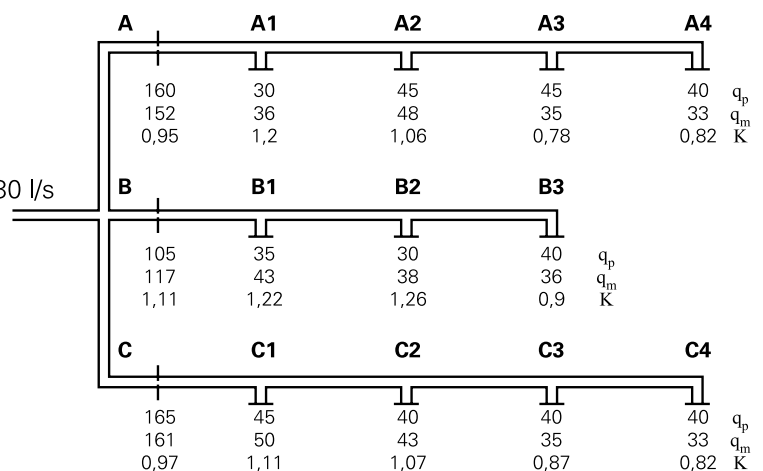 A A1 A2 A3 A4
160 30 45 45 40 qp
152 36 48 35 33 qm
0,95 1,2 1,06 0,78 0,82 K
30 l/s
B B1 B2 B3
105 35 30 40 qp
117 43 38 36 qm
1,11 1,22 1,26 0,9 K
C C1 C2 C3 C4
165 45 40 40 40 qp
161 50 43 35 33 qm
0,97 1,11 1,07 0,87 0,82 K